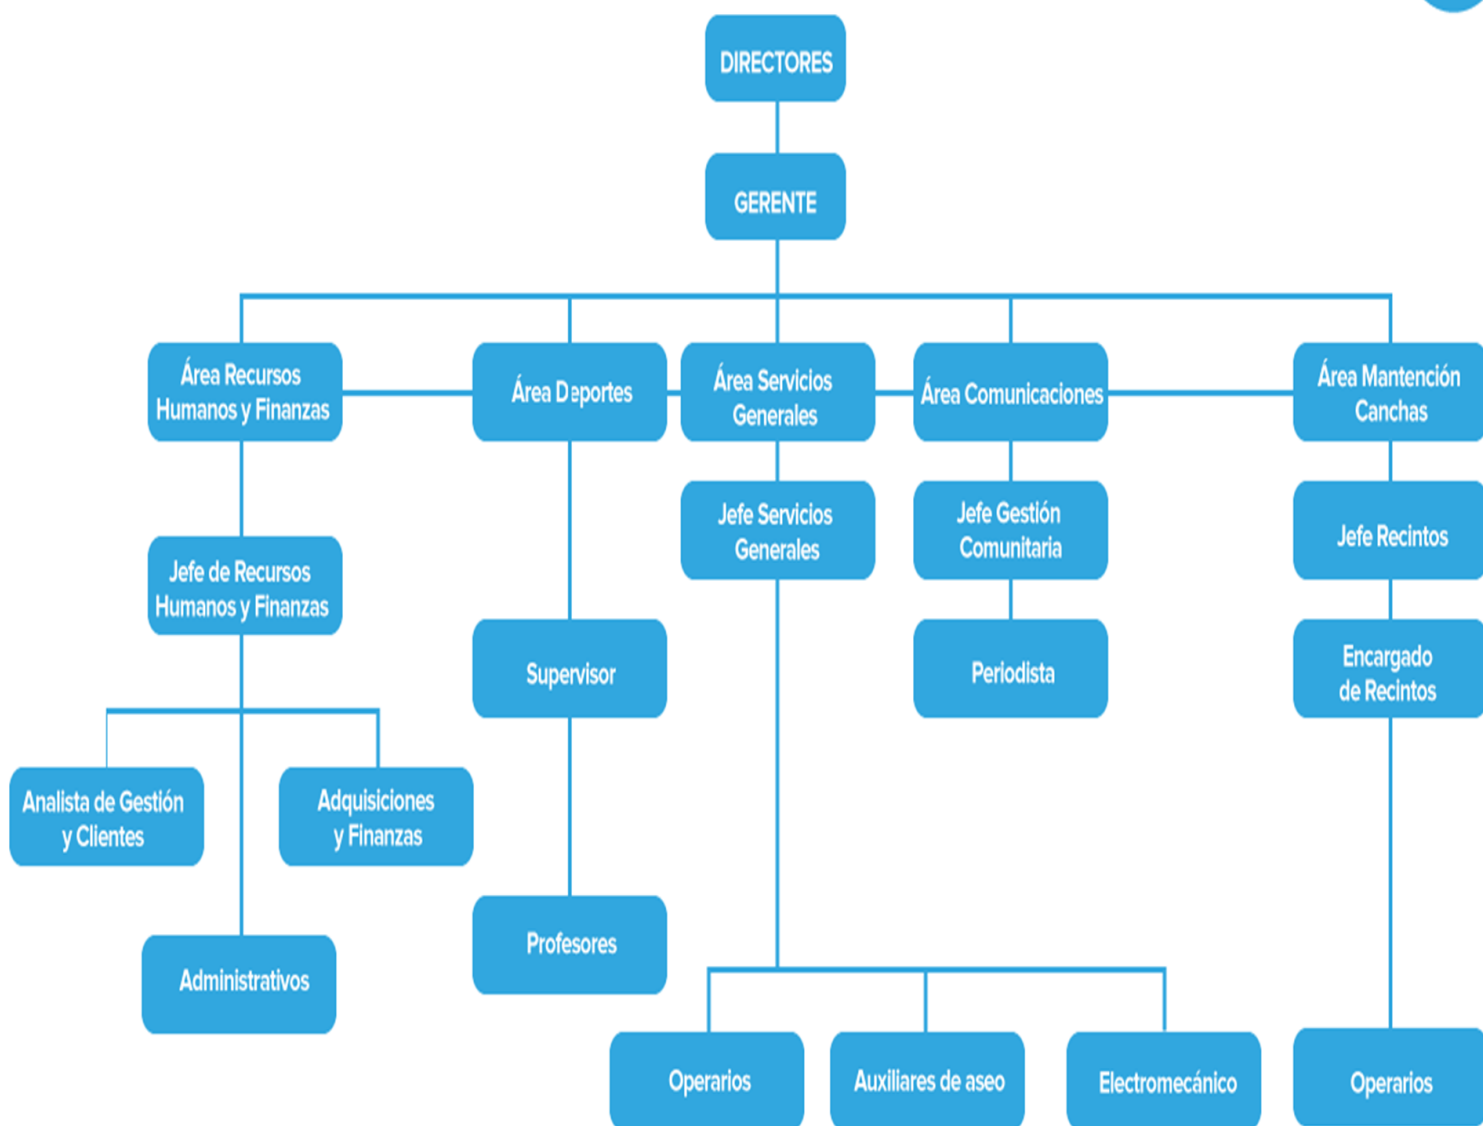 DIRECTORES
GERENTE
Área Recursos
Humanos y Finanzas
Área Deportes
Área Servicios
Generales
Área Comunicaciones
Área Mantención
Canchas
Jefe de Recursos
Humanos y Finanzas
Jefe Servicios
Generales
Jefe Gestión
Comunitaria
Jefe Recintos
Supervisor
Periodista
Encargado
de Recintos
Analista de Gestión
y Clientes
Adquisiciones
y Finanzas
Administrativos
Profesores
Operarios
Auxiliares de aseo
Electromecánico
Operarios